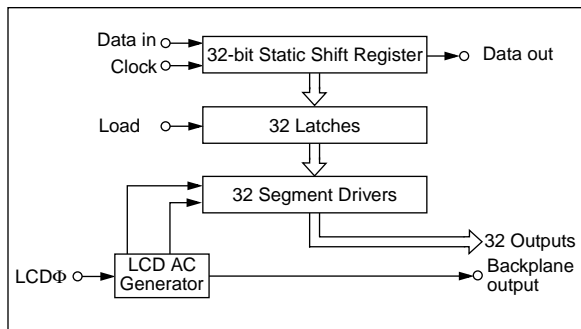 Data in
Clock
32-bit Static Shift Register
Data out
Load
32 Latches
32 Segment Drivers
32 Outputs
LCDΦ
LCD AC
Generator
Backplane
output